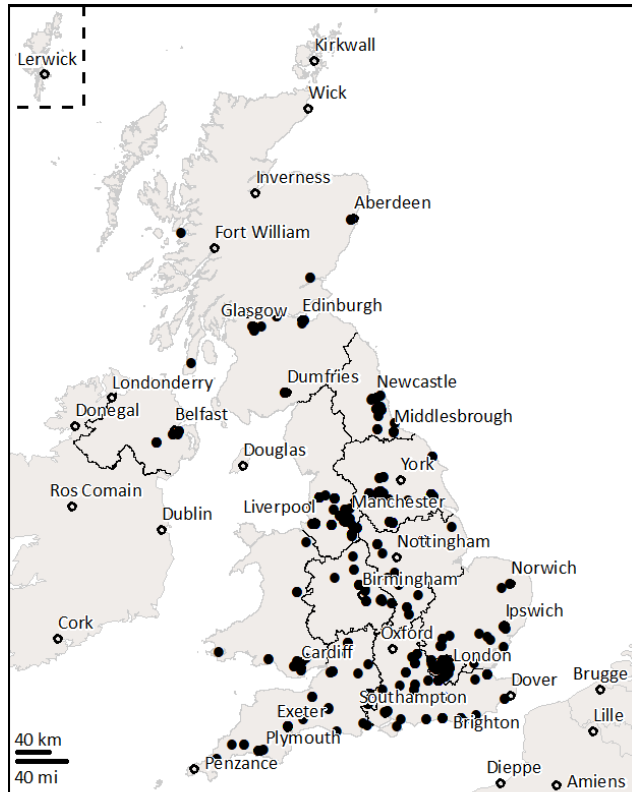 Kirkwall
Lerwick
Wick
Inverness
Aberdeen
Fort William
Glasgow
Edinburgh
Londonderry
Dumfries
Newcastle
Donegal
Belfast
Middlesbrough
Douglas
York
Ros Comain
Liverpool
Manchester
Dublin
Nottingham
Norwich
Birmingham
Ipswich
Cork
Oxford
Cardiff
London
Dover
Brugge
Southampton
Exeter
Brighton
Lille
Plymouth
40 km
Penzance
40 mi
Dieppe
Amiens